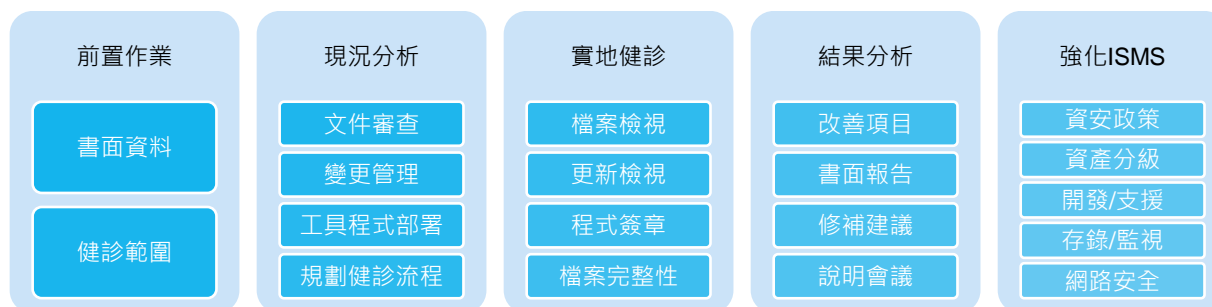 前置作業
書面資料
健診範圍
現況分析
文件審查
變更管理
工具程式部署
規劃健診流程
實地健診
檔案檢視
更新檢視
程式簽章
檔案完整性
結果分析
改善項目
書面報告
修補建議
說明會議
強化ISMS
資安政策
資產分級
開發/支援
存錄/監視
網路安全